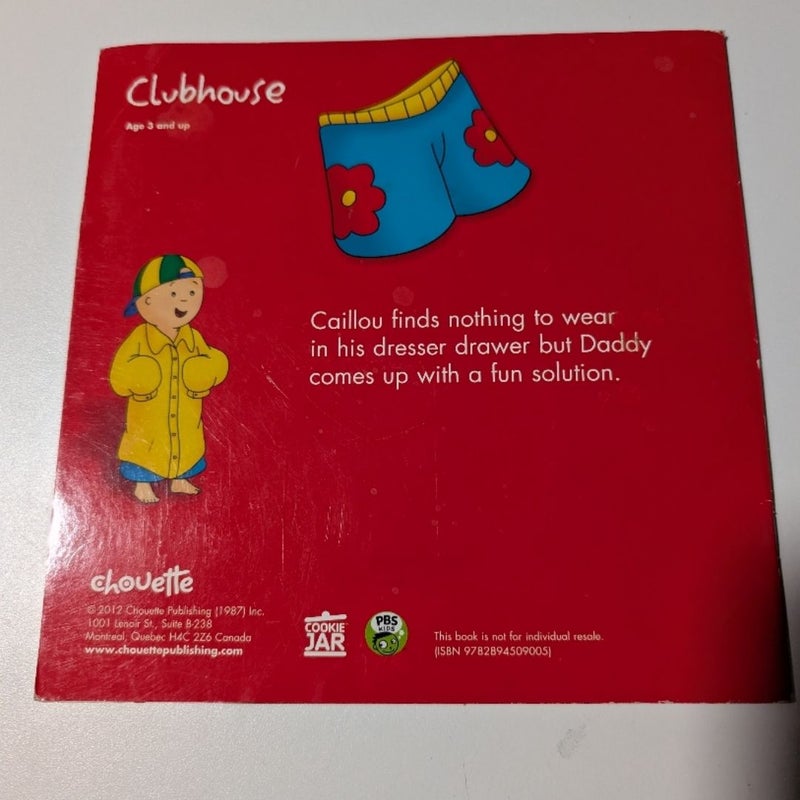 Clubhouse
Age 3 and up
Caillou finds nothing to wear
in his dresser drawer but Daddy
comes up with a fun solution.
chouette
© 2012 Chouette Publishing (1987) Inc.
1001 Lenoir St., Suite B-238
Montreal, Quebec H4C 2Z6 Canada
www.chouettepublishing.com
COOKIE
JAR
PBS
KIDS
This book is not for individual resale.
(ISBN 9782894509005)